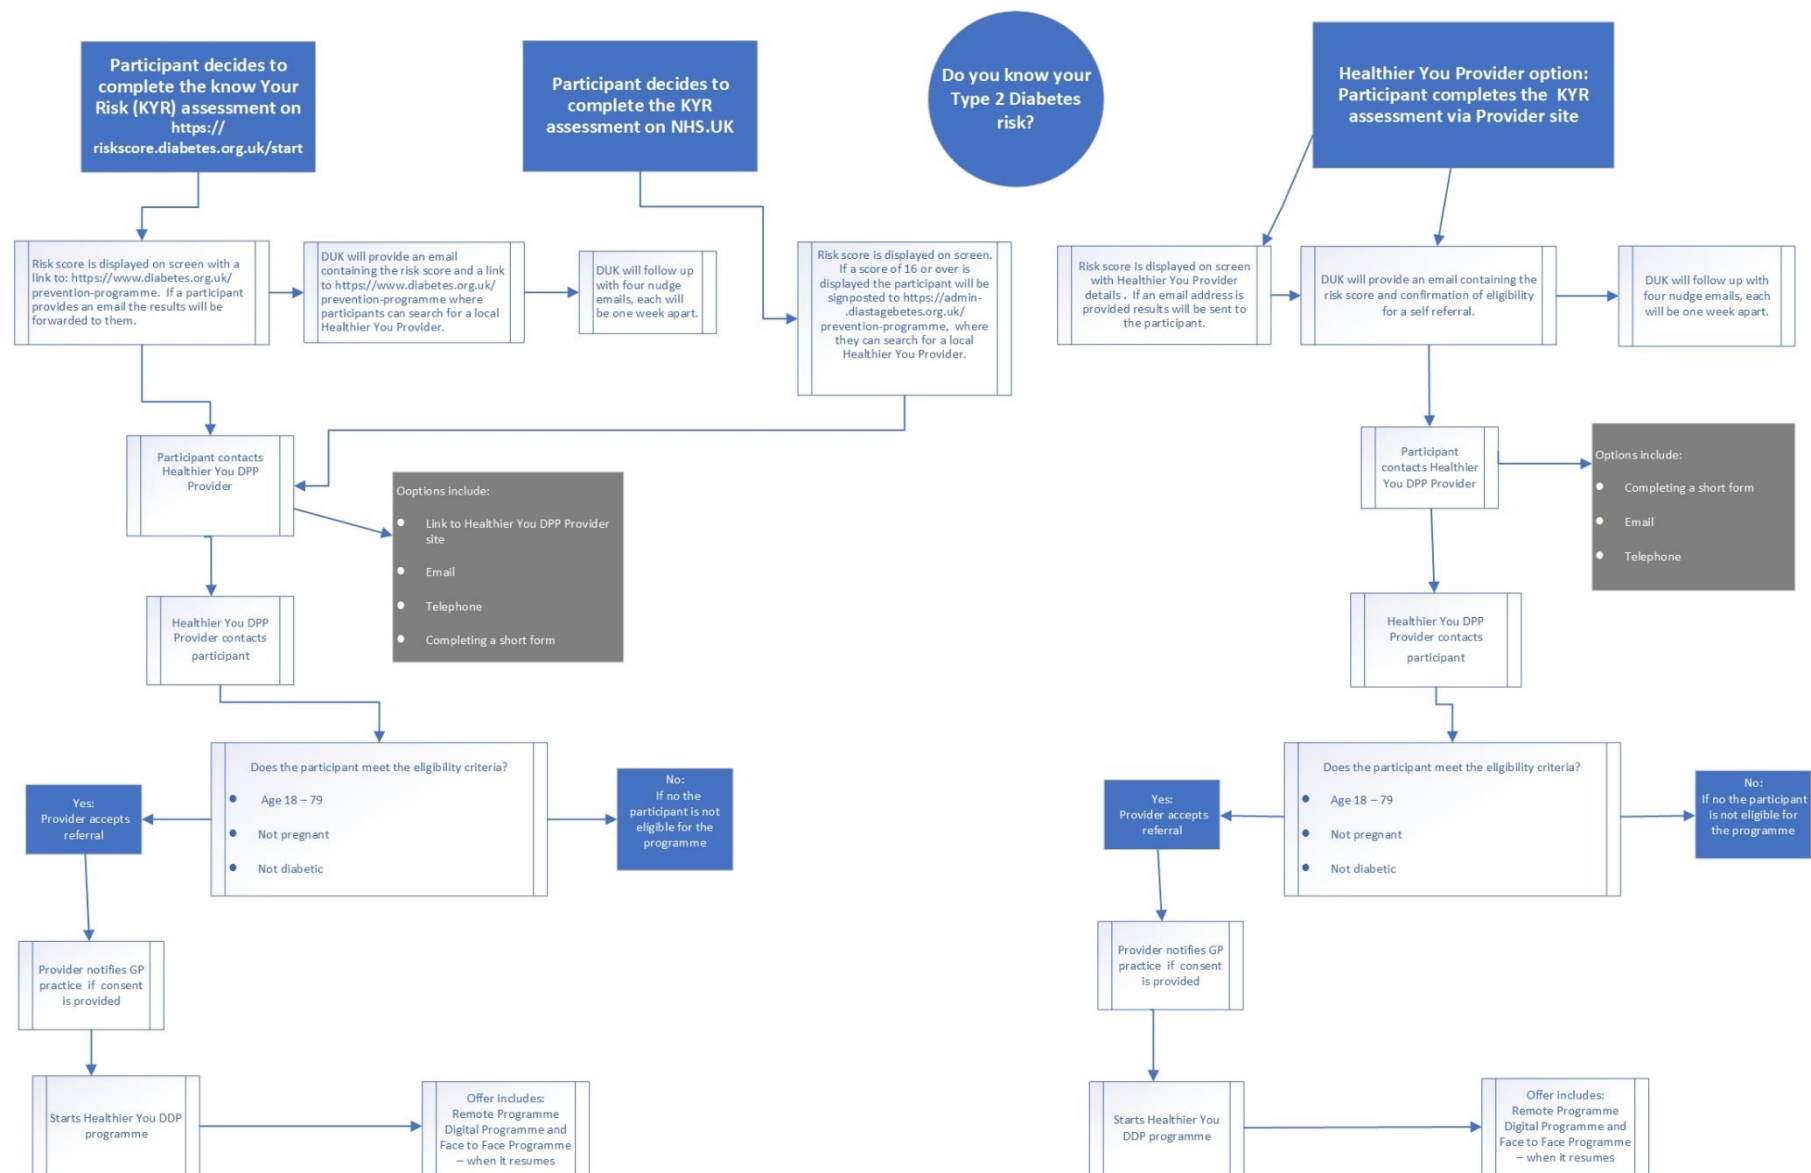 Participant decides to
complete the know Your
Risk (KYR) assessment on
https://
riskscore.diabetes.org.uk/start
Participant decides to
complete the KYR
assessment on NHS.UK
Do you know your
Type 2 Diabetes
risk?
Healthier You Provider option:
Participant completes the KYR
assessment via Provider site
Risk score is displayed on screen with a
link to: https://www.diabetes.org.uk/
prevention-programme. If a participant
provides an email the results will be
forwarded to them.
DUK will provide an email
containing the risk score and a link
to https://www.diabetes.org.uk/
prevention-programme where
participants can search for a local
Healthier You Provider.
DUK will follow up
with four nudge
emails, each will
be one week apart.
Risk score is displayed on screen.
If a score of 16 or over is
displayed the participant will be
signposted to https://admin-
.diastagebetes.org.uk/
prevention-programme, where
they can search for a local
Healthier You Provider.
Risk score is displayed on screen
with Healthier You Provider
details . If an email address is
provided results will be sent to
the participant.
DUK will provide an email containing the
risk score and confirmation of eligibility
for a self referral.
DUK will follow up with
four nudge emails, each
will be one week apart.
Participant contacts
Healthier You DPP
Provider
Ooptions include:
● Link to Healthier You DPP Provider
site
● Email
● Telephone
● Completing a short form
Participant
contacts Healthier
You DPP Provider
Options include:
● Completing a short form
● Email
● Telephone
Healthier You DPP
Provider contacts
participant
Healthier You DPP
Provider contacts
participant
Does the participant meet the eligibility criteria?
● Age 18 – 79
● Not pregnant
● Not diabetic
Yes:
Provider accepts
referral
No:
If no the
participant is not
eligible for the
programme
Does the participant meet the eligibility criteria?
● Age 18 – 79
● Not pregnant
● Not diabetic
Yes:
Provider accepts
referral
No:
If no the participant
is not eligible for
the programme
Provider notifies GP
practice if consent
is provided
Provider notifies GP
practice if consent
is provided
Starts Healthier You DDP
programme
Offer includes:
Remote Programme
Digital Programme and
Face to Face Programme
– when it resumes
Starts Healthier You
DDP programme
Offer includes:
Remote Programme
Digital Programme and
Face to Face Programme
– when it resumes